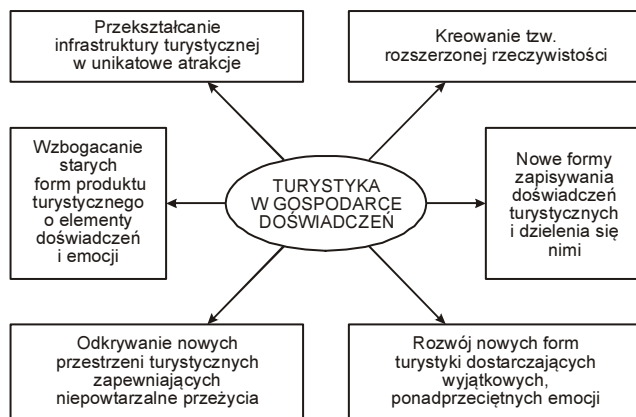 Przekształcanie
infrastruktury turystycznej
w unikatowe atrakcje
Kreowanie tzw.
rozszerzonej rzeczywistości
Wzbogacanie
starych
form produktu
turystycznego
o elementy
doświadczeń
i emocji
TURYSTYKA
W GOSPODARCE
DOŚWIADCZEŃ
Nowe formy
zapisywania
doświadczeń
turystycznych
i dzielenia się
nimi
Odkrywanie nowych
przestrzeni turystycznych
zapewniających
niepowtarzalne przeżycia
Rozwój nowych form
turystyki dostarczających
wyjątkowych,
ponadprzeciętnych emocji